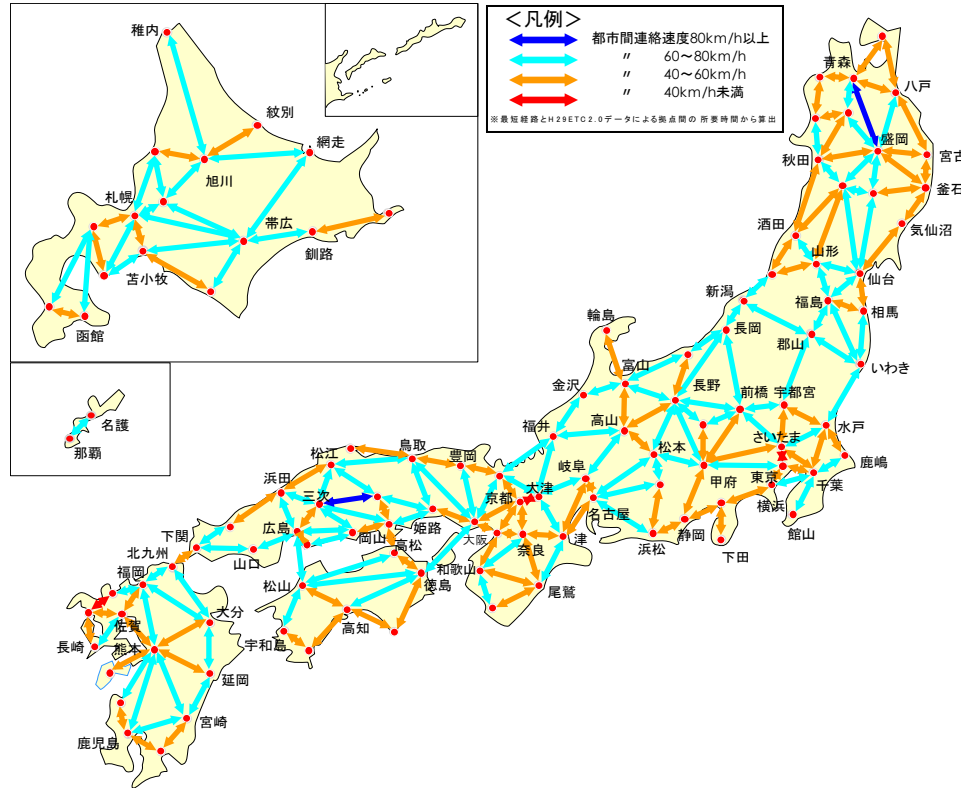 <凡例>
都市間連絡速度80km/h以上
〃 60～80km/h
〃 40～60km/h
〃 40km/h未満
※最短経路とH29ETC2.0データによる拠点間の所要時間から算出
稚内
紋別
網走
旭川
札幌
帯広
釧路
苫小牧
函館
名護
那覇
青森
八戸
盛岡
秋田
宮古
釜石
酒田
気仙沼
山形
仙台
新潟
福島
相馬
輪島
長岡
郡山
いわき
富山
金沢
長野
前橋
宇都宮
福井
高山
水戸
松江
鳥取
豊岡
岐阜
松本
さいたま
鹿嶋
浜田
三次
京都
大津
甲府
東京
千葉
下関
広島
岡山
姫路
大阪
奈良
津
名古屋
横浜
館山
北九州
山口
高松
浜松
静岡
下田
福岡
松山
徳島
和歌山
尾鷲
佐賀
大分
高知
長崎
熊本
宇和島
延岡
宮崎
鹿児島